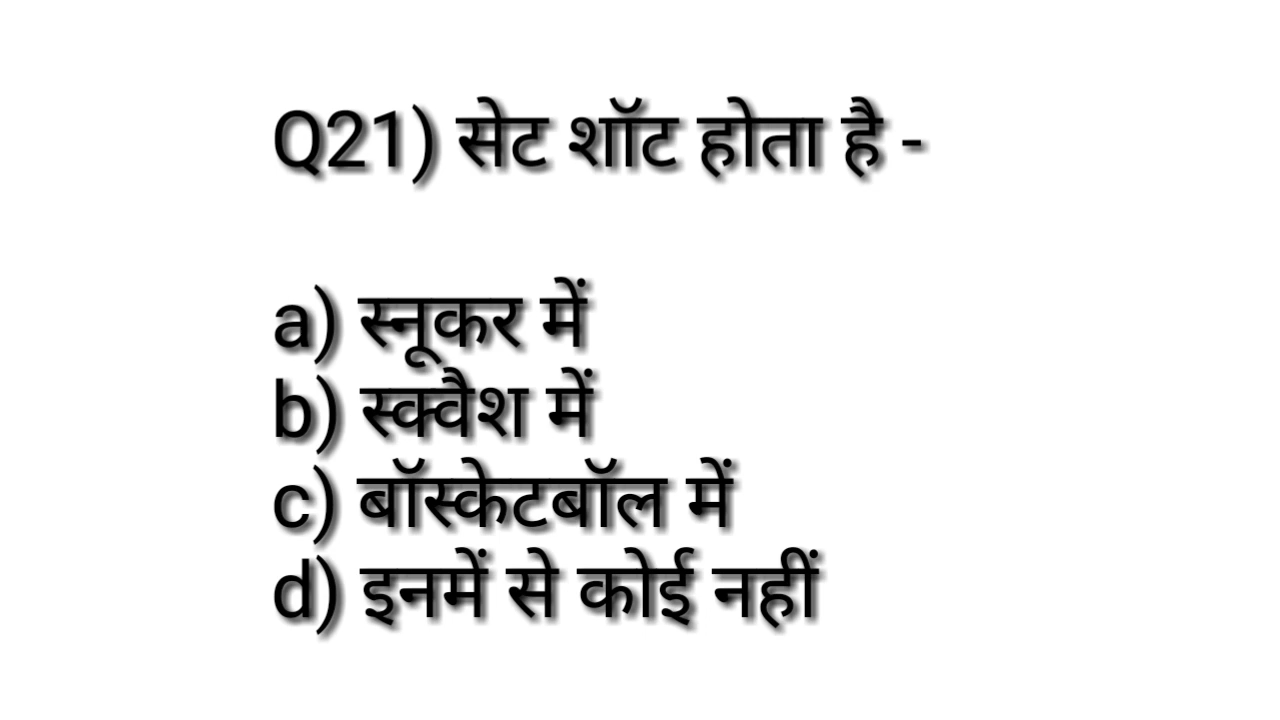 Q21) सेट शॉट होता है -
a) स्नूकर में
b) स्क्वैश में
c) बॉस्केटबॉल में
d) इनमें से कोई नहीं